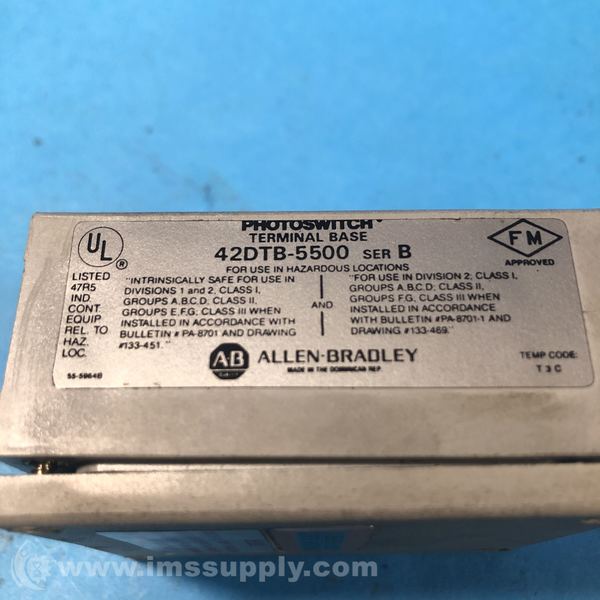 PHOTOSWITCH®
TERMINAL BASE
42DTB-5500 SER B
FOR USE IN HAZARDOUS LOCATIONS
UL ®
LISTED
47R5
IND.
CONT.
EQUIP.
REL. TO
HAZ.
LOC.
"INTRINSICALLY SAFE FOR USE IN
DIVISIONS 1 and 2, CLASS I,
GROUPS A,B,C,D, CLASS II,
GROUPS E,F,G, CLASS III WHEN
INSTALLED IN ACCORDANCE WITH
BULLETIN #PA-8701 AND DRAWING
#133-451."
AND
"FOR USE IN DIVISION 2; CLASS I,
GROUPS A,B,C,D, CLASS II,
GROUPS F,G, CLASS III WHEN
INSTALLED IN ACCORDANCE
WITH BULLETIN #PA-8701-1 AND
DRAWING #133-469."
FM
APPROVED
AB ALLEN-BRADLEY
MADE IN THE DOMINICAN REP.
TEMP CODE:
T 3 C
55-5964B
© www.imssupply.com